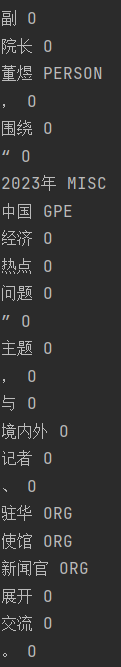 副 O
院长 O
董煜 PERSON
， O
围绕 O
“ O
2023年 MISC
中国 GPE
经济 O
热点 O
问题 O
” O
主题 O
， O
与 O
境内外 O
记者 O
、 O
驻华 ORG
使馆 ORG
新闻官 ORG
展开 O
交流 O
。 O